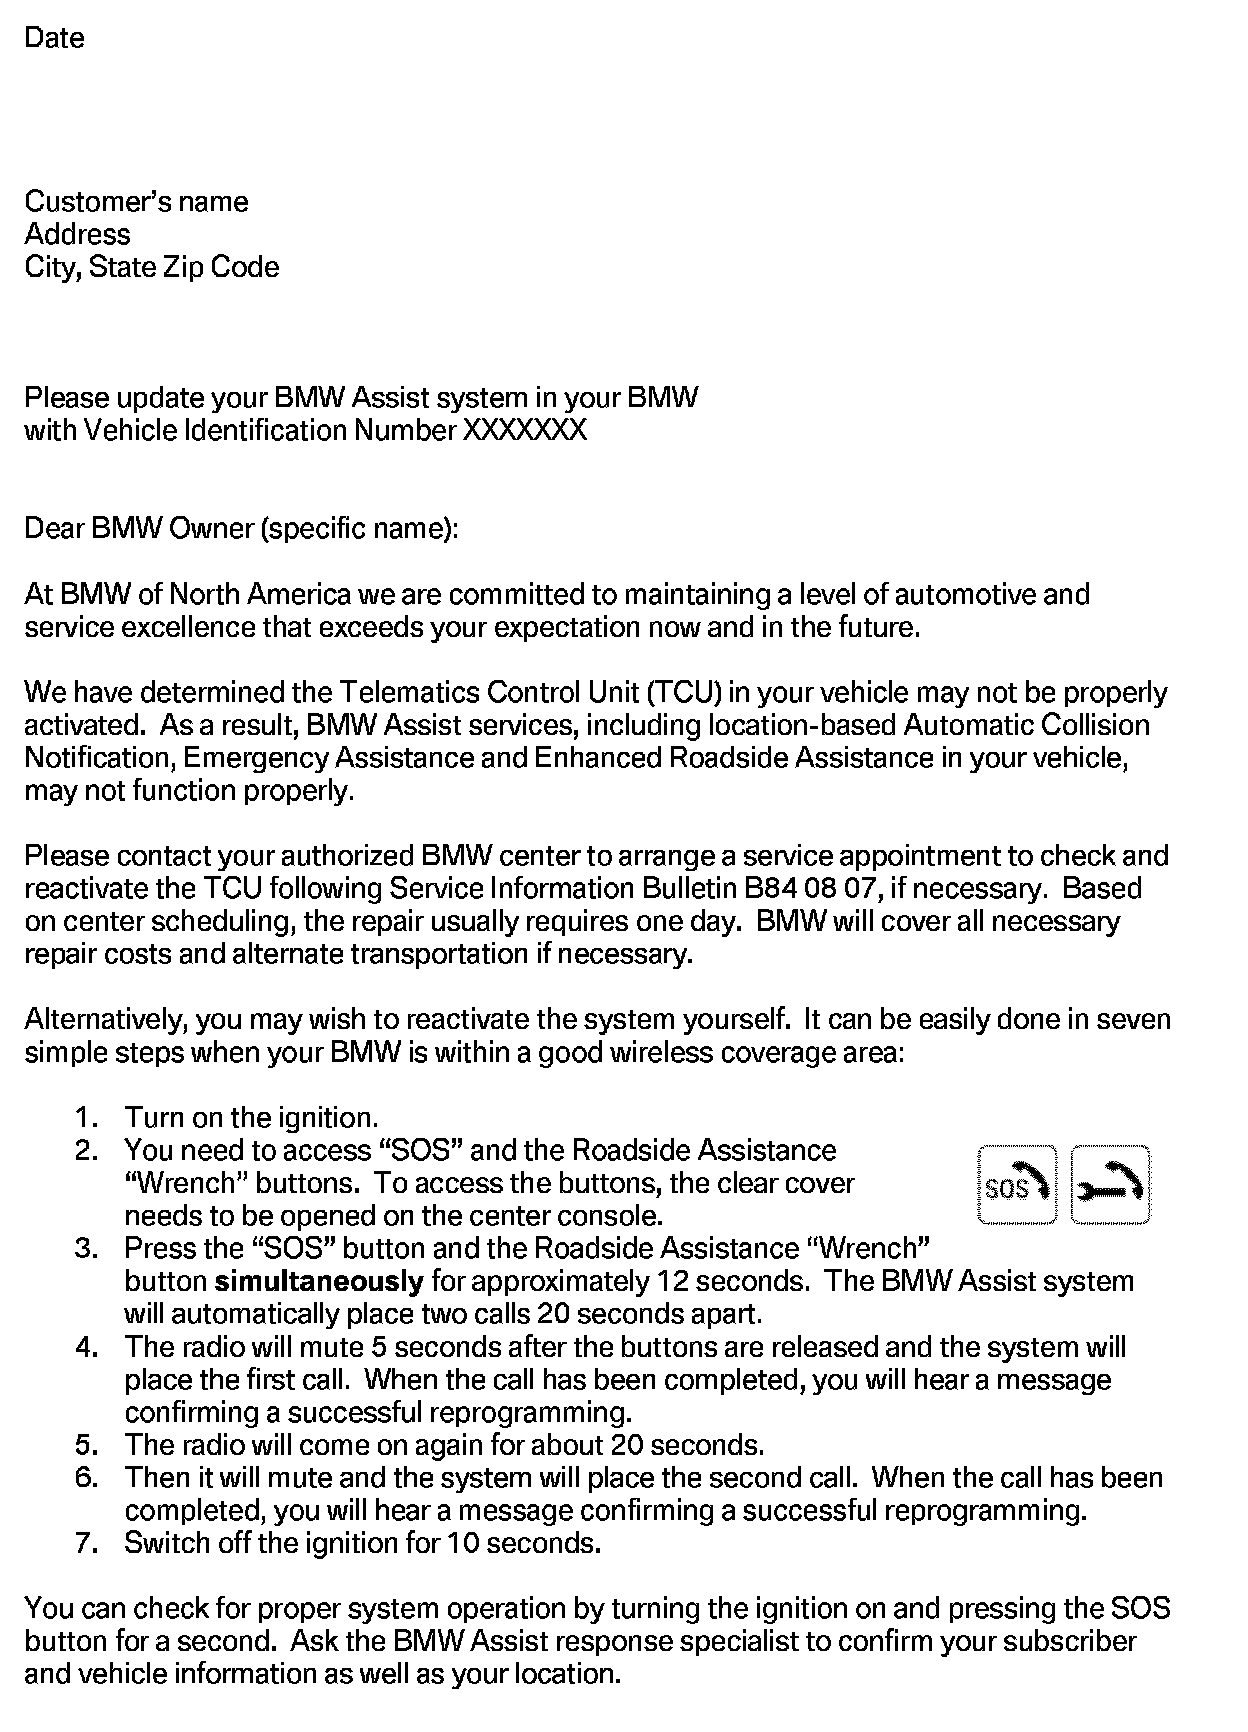 Date
Customer's name
Address
City, State Zip Code
Please update your BMW Assist system in your BMW
with Vehicle Identification Number XXXXXXX
Dear BMW Owner (specific name):
At BMW of North America we are committed to maintaining a level of automotive and
service excellence that exceeds your expectation now and in the future.
We have determined the Telematics Control Unit (TCU) in your vehicle may not be properly
activated.  As a result, BMW Assist services, including location-based Automatic Collision
Notification, Emergency Assistance and Enhanced Roadside Assistance in your vehicle,
may not function properly.
Please contact your authorized BMW center to arrange a service appointment to check and
reactivate the TCU following Service Information Bulletin B84 08 07, if necessary.  Based
on center scheduling, the repair usually requires one day.  BMW will cover all necessary
repair costs and alternate transportation if necessary.
Alternatively, you may wish to reactivate the system yourself.  It can be easily done in seven
simple steps when your BMW is within a good wireless coverage area:
1. Turn on the ignition.
2. You need to access “SOS” and the Roadside Assistance
“Wrench” buttons.  To access the buttons, the clear cover
needs to be opened on the center console.
SOS
3. Press the “SOS” button and the Roadside Assistance “Wrench”
button simultaneously for approximately 12 seconds.  The BMW Assist system
will automatically place two calls 20 seconds apart.
4. The radio will mute 5 seconds after the buttons are released and the system will
place the first call.  When the call has been completed, you will hear a message
confirming a successful reprogramming.
5. The radio will come on again for about 20 seconds.
6. Then it will mute and the system will place the second call.  When the call has been
completed, you will hear a message confirming a successful reprogramming.
7. Switch off the ignition for 10 seconds.
You can check for proper system operation by turning the ignition on and pressing the SOS
button for a second.  Ask the BMW Assist response specialist to confirm your subscriber
and vehicle information as well as your location.